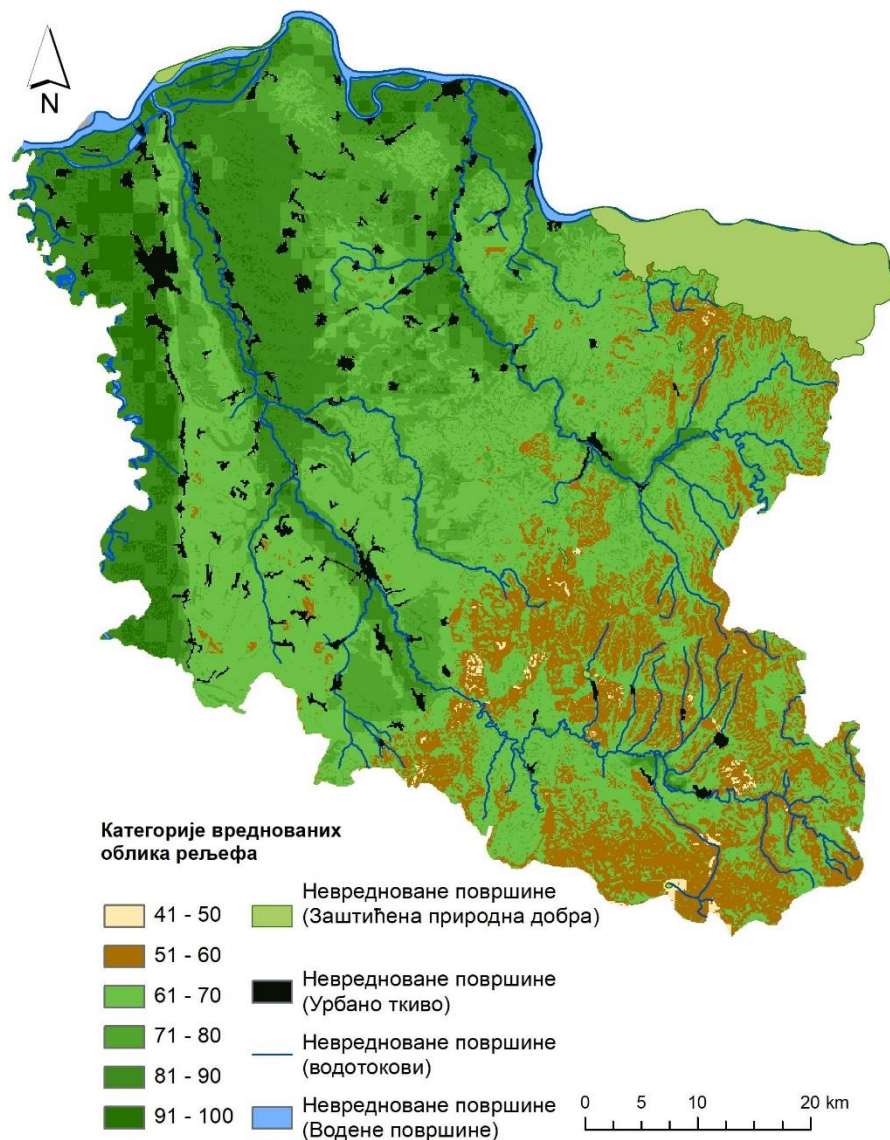 N
Категорије вреднованих
облика рељефа
41 - 50
51 - 60
61 - 70
71 - 80
81 - 90
91 - 100
Невредноване површине
(Заштићена природна добра)
Невредноване површине
(Урбано ткиво)
Невредноване површине
(водотокови)
Невредноване површине
(Водене површине)
0 5 10 20 km